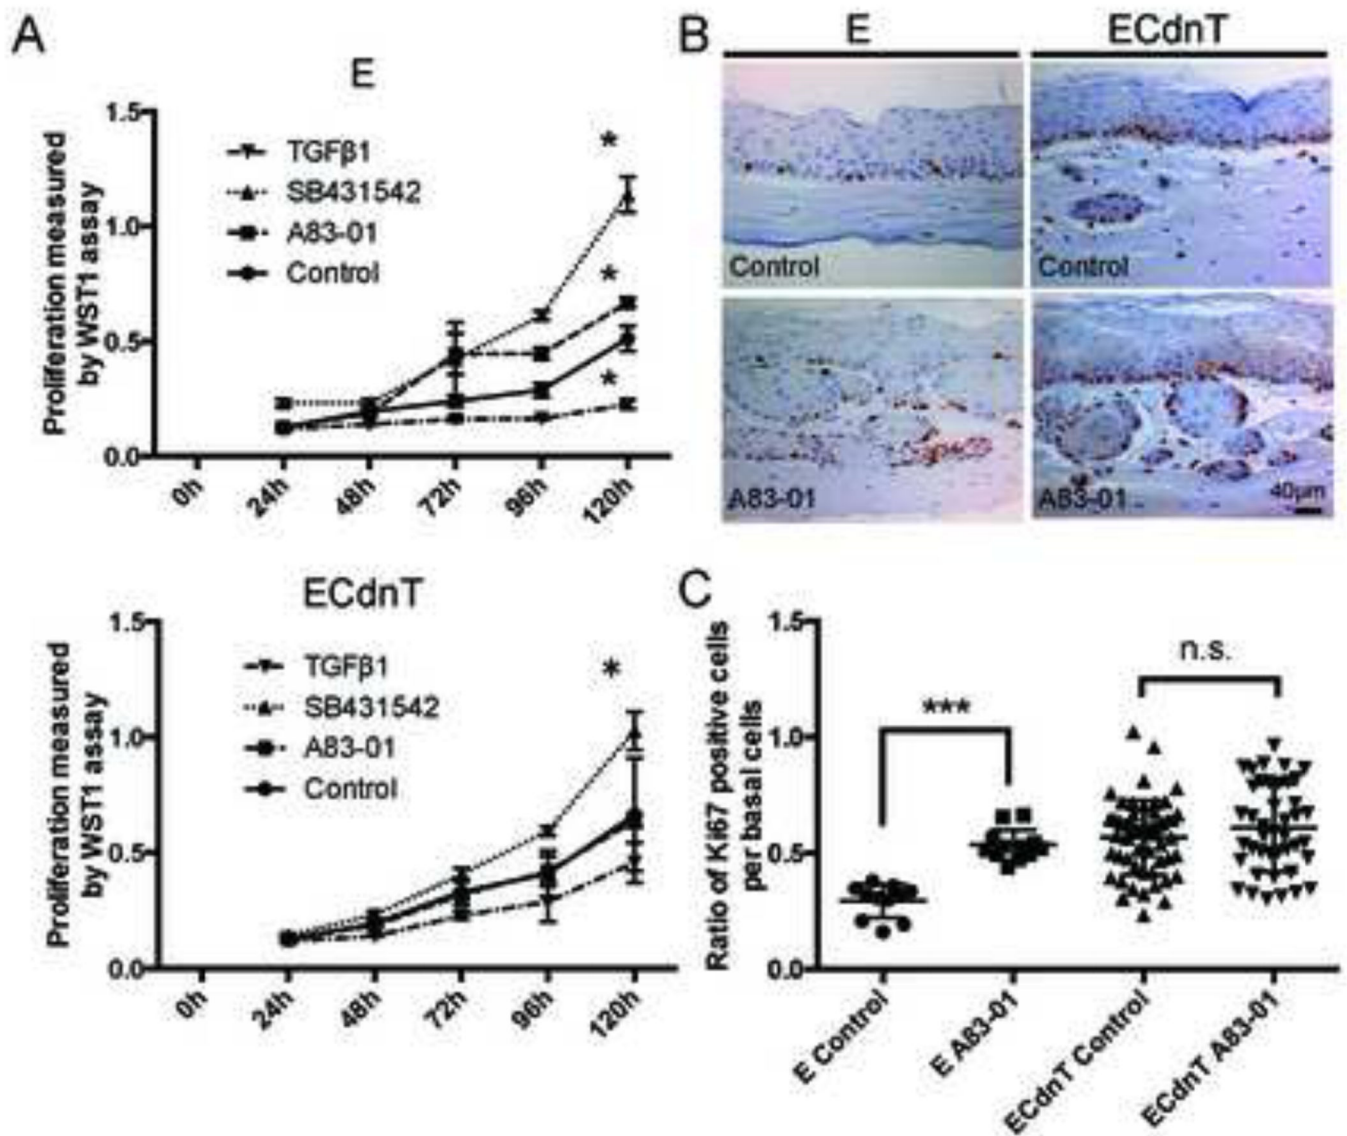 A
E
Proliferation measured
by WST1 assay
1.5
1.0
0.5
0.0
TGFβ1
SB431542
A83-01
Control
*
*
*
0h
24h
48h
72h
96h
120h
B
E
ECdnT
Control
Control
A83-01
A83-01
40µm
ECdnT
Proliferation measured
by WST1 assay
1.5
1.0
0.5
0.0
TGFβ1
SB431542
A83-01
Control
*
0h
24h
48h
72h
96h
120h
C
Ratio of Ki67 positive cells
per basal cells
1.5
1.0
0.5
0.0
***
n.s.
E Control
E A83-01
ECdnT Control
ECdnT A83-01